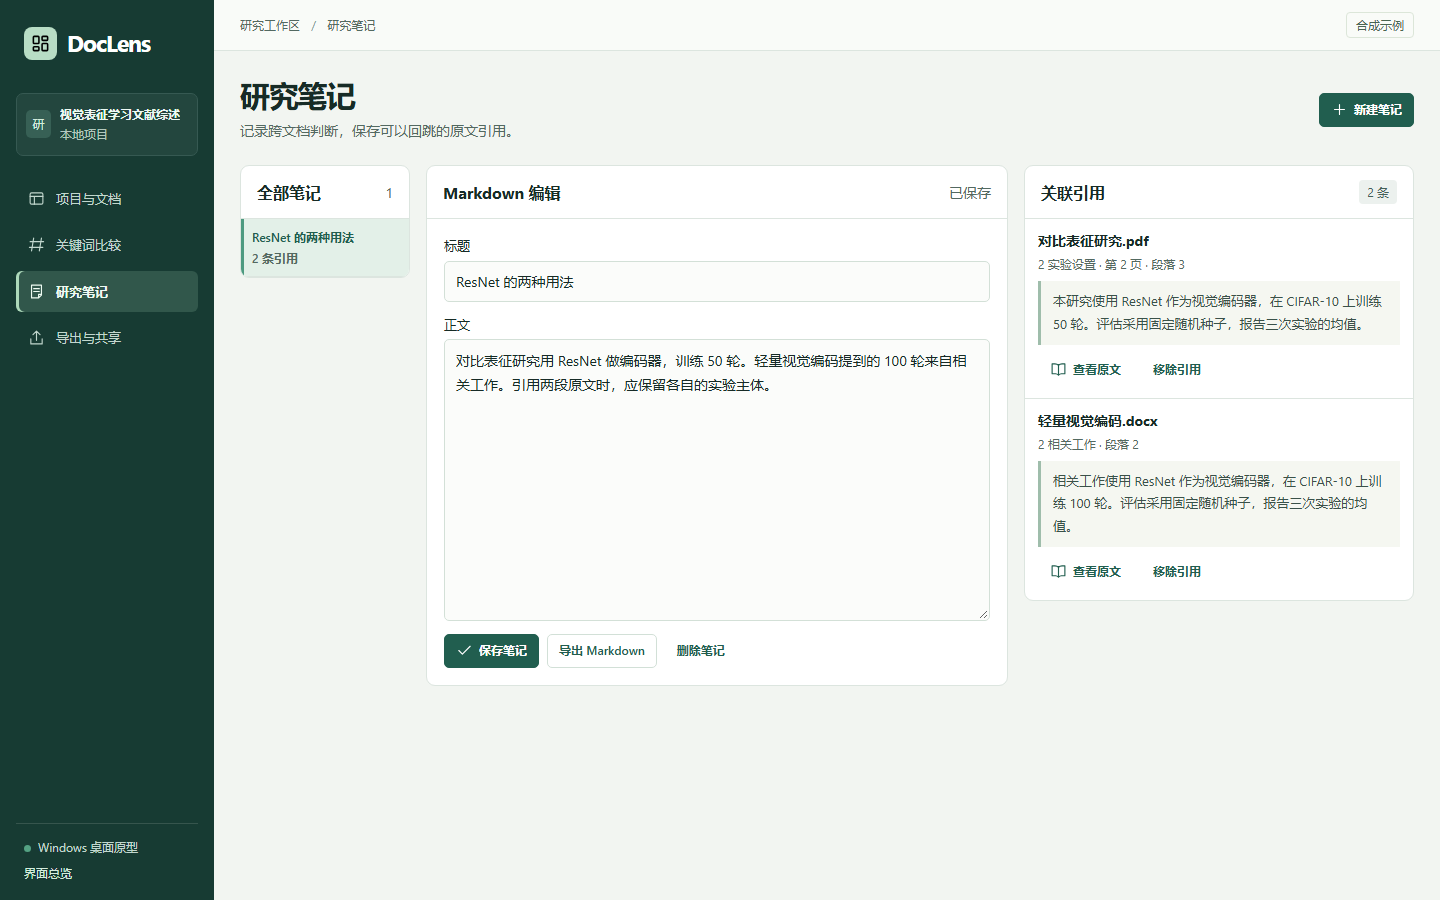 DocLens
研 视觉表征学习文献综述
本地项目
项目与文档
关键词比较
研究笔记
导出与共享
Windows 桌面原型
界面总览
研究工作区 / 研究笔记
合成示例
研究笔记
记录跨文档判断，保存可以回跳的原文引用。
新建笔记
全部笔记 1
ResNet 的两种用法
2 条引用
Markdown 编辑 已保存
标题
ResNet 的两种用法
正文
对比表征研究用 ResNet 做编码器，训练 50 轮。轻量视觉编码提到的 100 轮来自相
关工作。引用两段原文时，应保留各自的实验主体。
保存笔记 导出 Markdown 删除笔记
关联引用 2 条
对比表征研究.pdf
2 实验设置 · 第 2 页 · 段落 3
本研究使用 ResNet 作为视觉编码器，在 CIFAR-10 上训练
50 轮。评估采用固定随机种子，报告三次实验的均值。
查看原文 移除引用
轻量视觉编码.docx
2 相关工作 · 段落 2
相关工作使用 ResNet 作为视觉编码器，在 CIFAR-10 上训
练 100 轮。评估采用固定随机种子，报告三次实验的均
值。
查看原文 移除引用